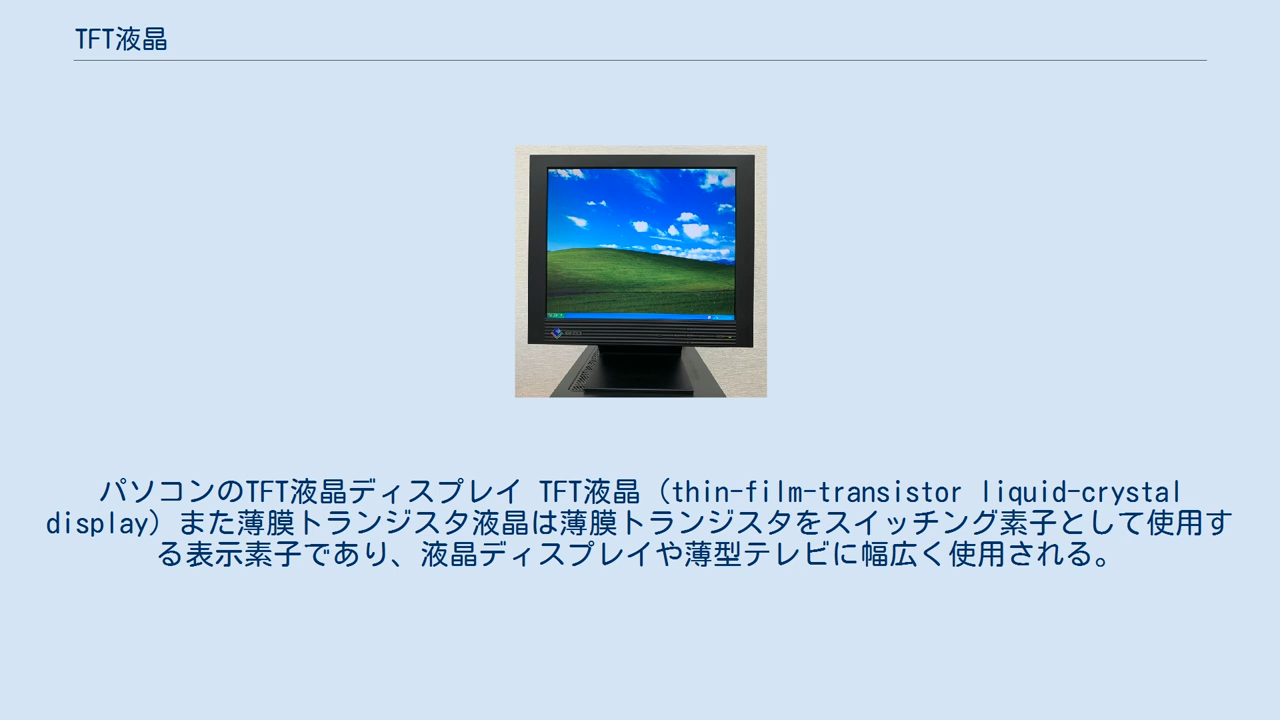 TFT液晶
パソコンのTFT液晶ディスプレイ TFT液晶（thin-film-transistor liquid-crystal
display）また薄膜トランジスタ液晶は薄膜トランジスタをスイッチング素子として使用す
る表示素子であり、液晶ディスプレイや薄型テレビに幅広く使用される。